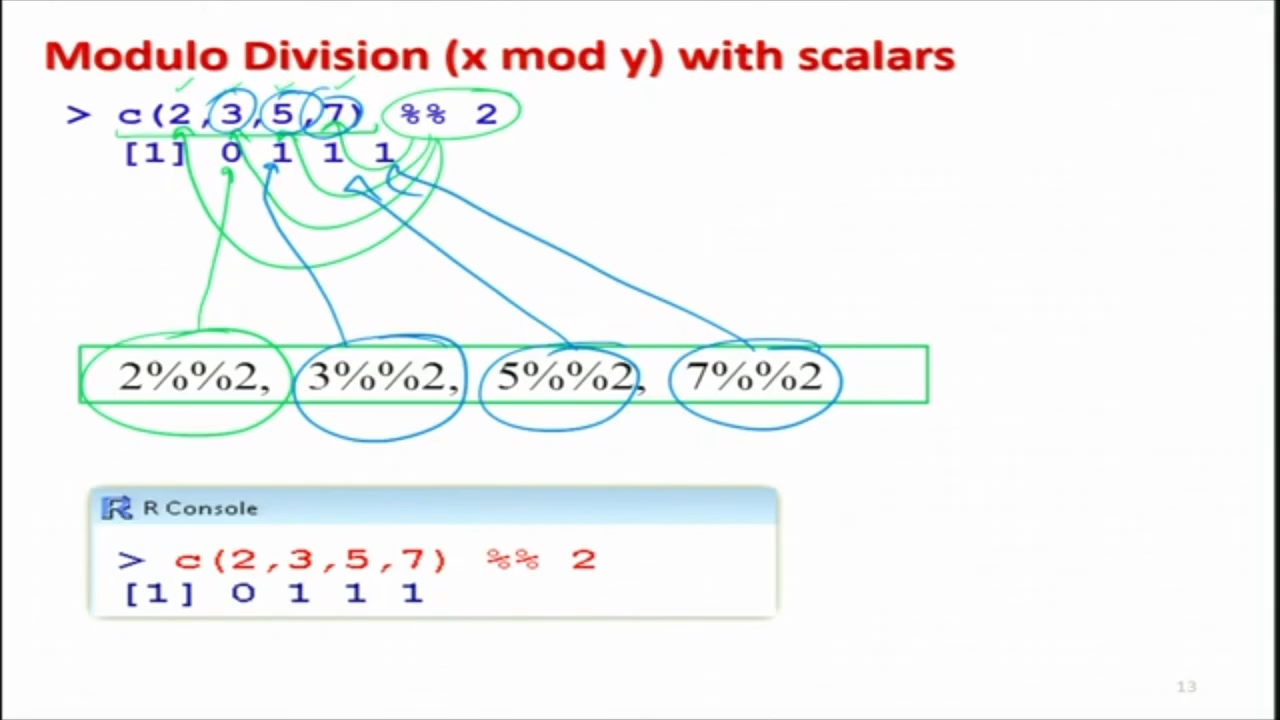 Modulo Division (x mod y) with scalars
> c(2,3,5,7) %% 2
[1] 0 1 1 1
2%%2, 3%%2, 5%%2, 7%%2
R Console
> c(2,3,5,7) %% 2
[1] 0 1 1 1
13